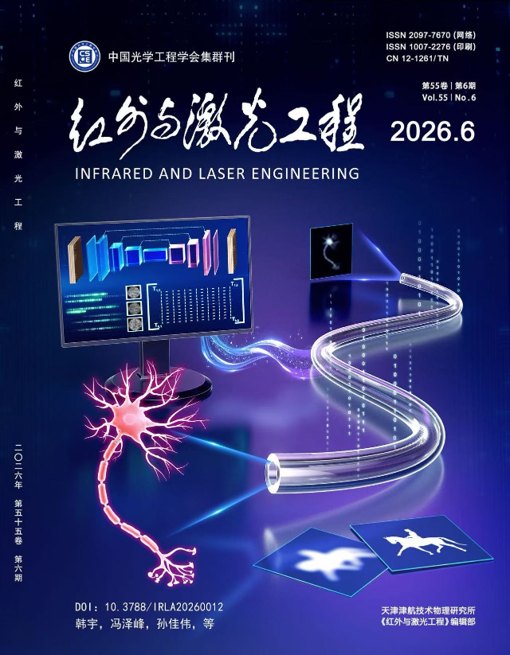 中国光学工程学会集群刊
ISSN 2097-7670 (网络)
ISSN 1007-2276 (印刷)
CN 12-1261/TN
第55卷 | 第6期
Vol.55 | No.6
红外与激光工程
2026.6
INFRARED AND LASER ENGINEERING
红外与激光工程
二〇二六年 第五十五卷 第六期
DOI：10.3788/IRLA20260012
韩宇，冯泽峰，孙佳伟，等
天津津航技术物理研究所
《红外与激光工程》编辑部